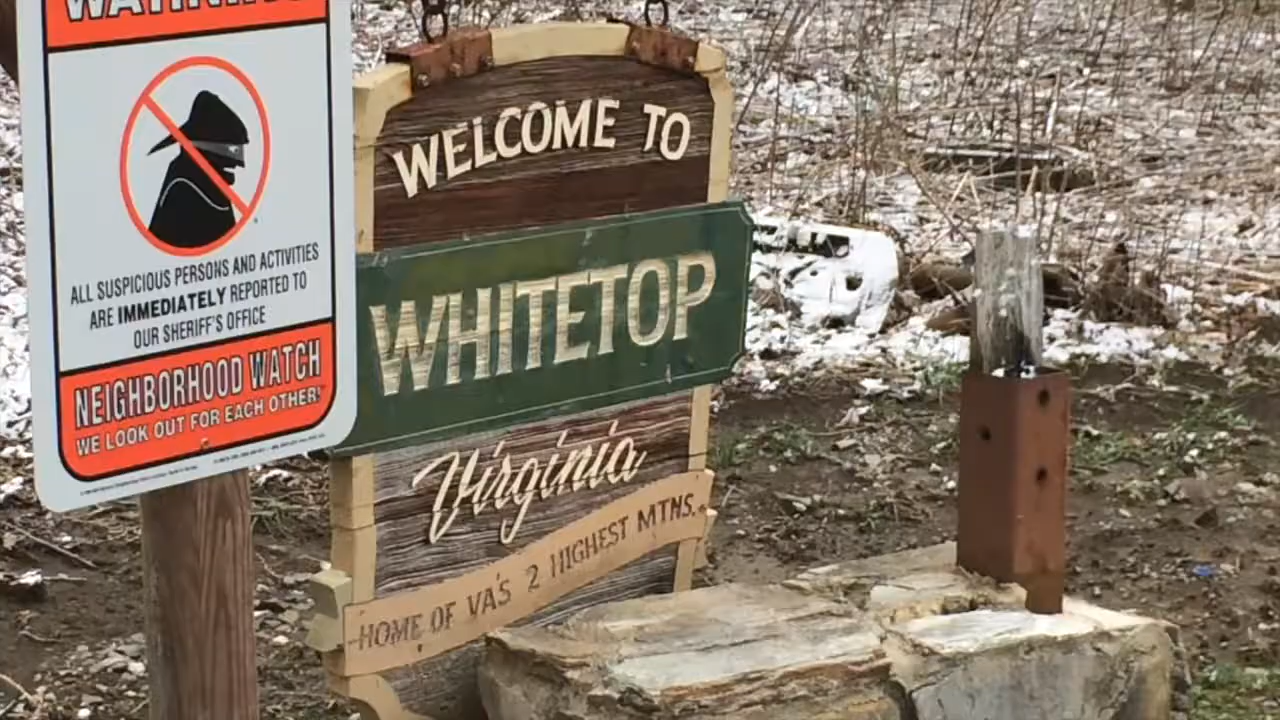 WARNING
ALL SUSPICIOUS PERSONS AND ACTIVITIES
ARE IMMEDIATELY REPORTED TO
OUR SHERIFF'S OFFICE
NEIGHBORHOOD WATCH
WE LOOK OUT FOR EACH OTHER!
WELCOME TO
WHITETOP
Virginia
HOME OF VA'S 2 HIGHEST MTNS.